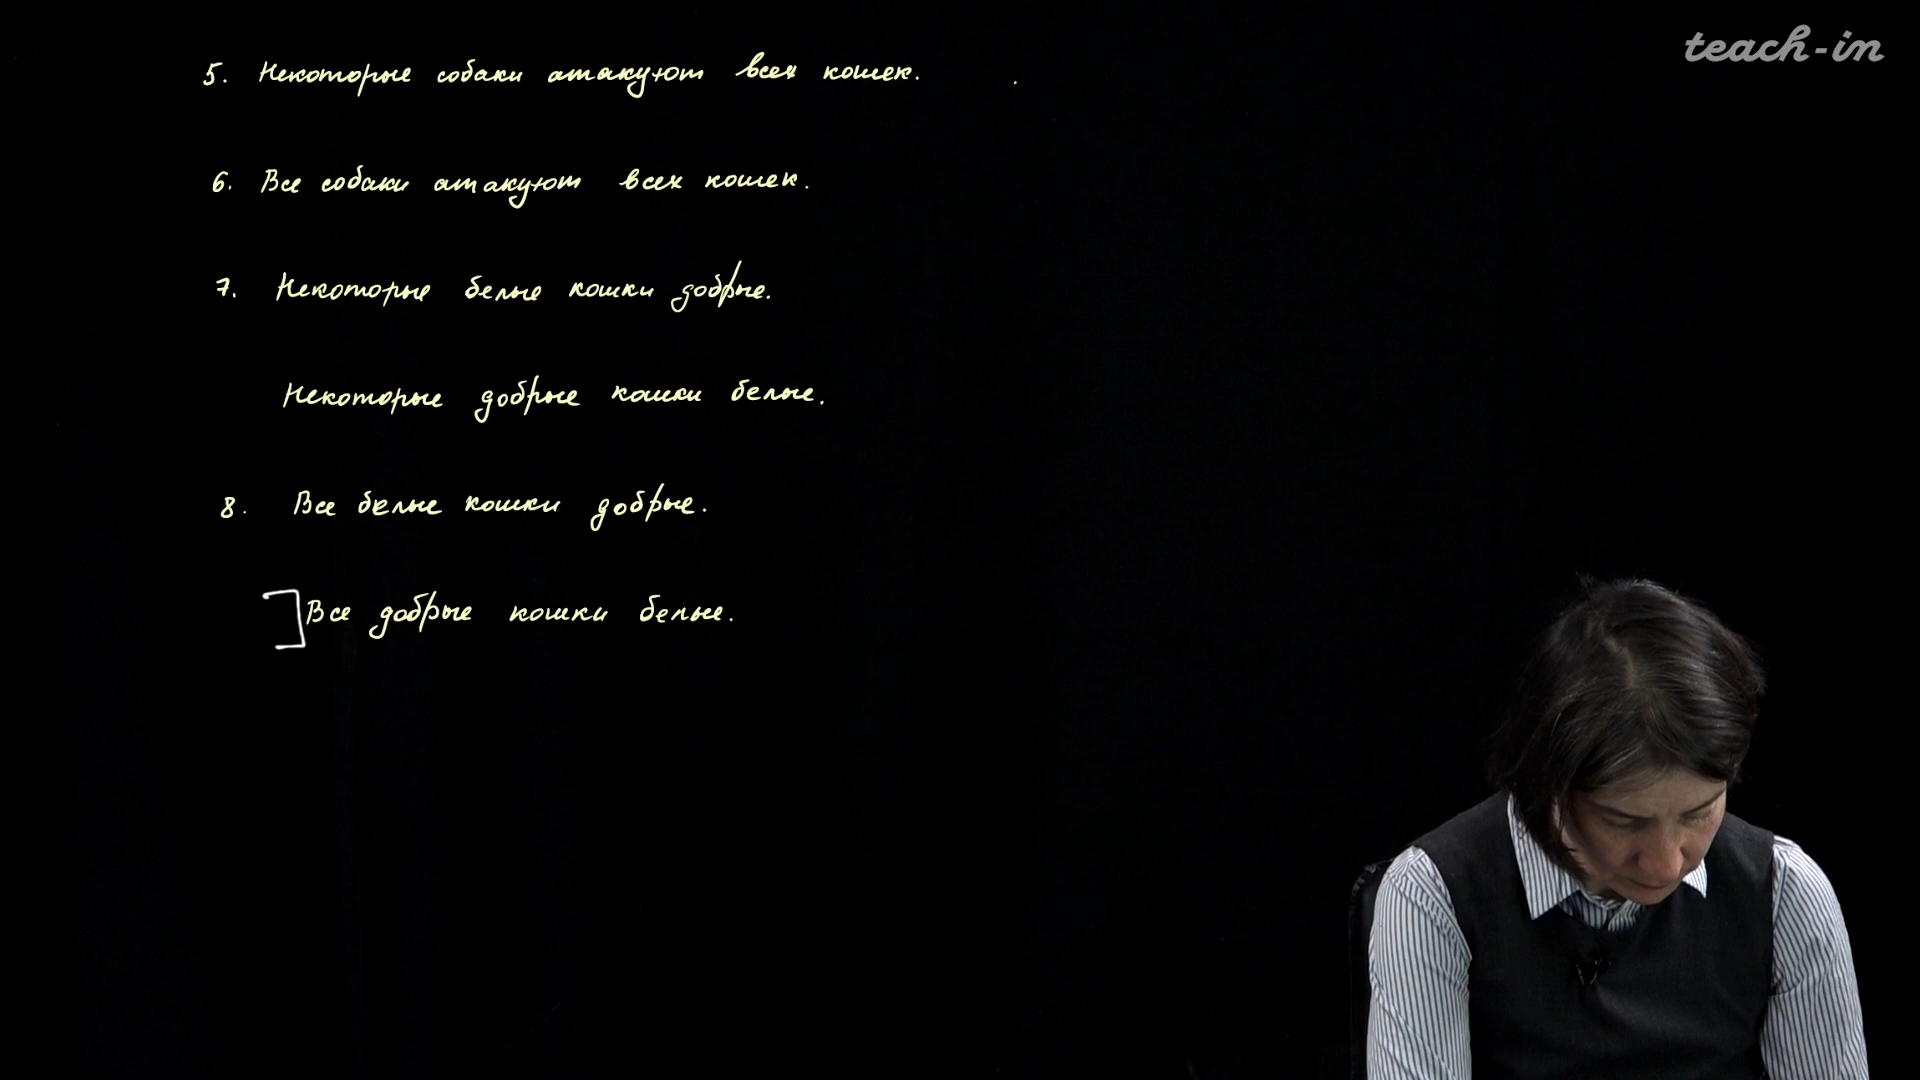 teach-in
5. Некоторые собаки атакуют всех кошек.
6. Все собаки атакуют всех кошек.
7. Некоторые белые кошки добрые.
Некоторые добрые кошки белые.
8. Все белые кошки добрые.
Все добрые кошки белые.